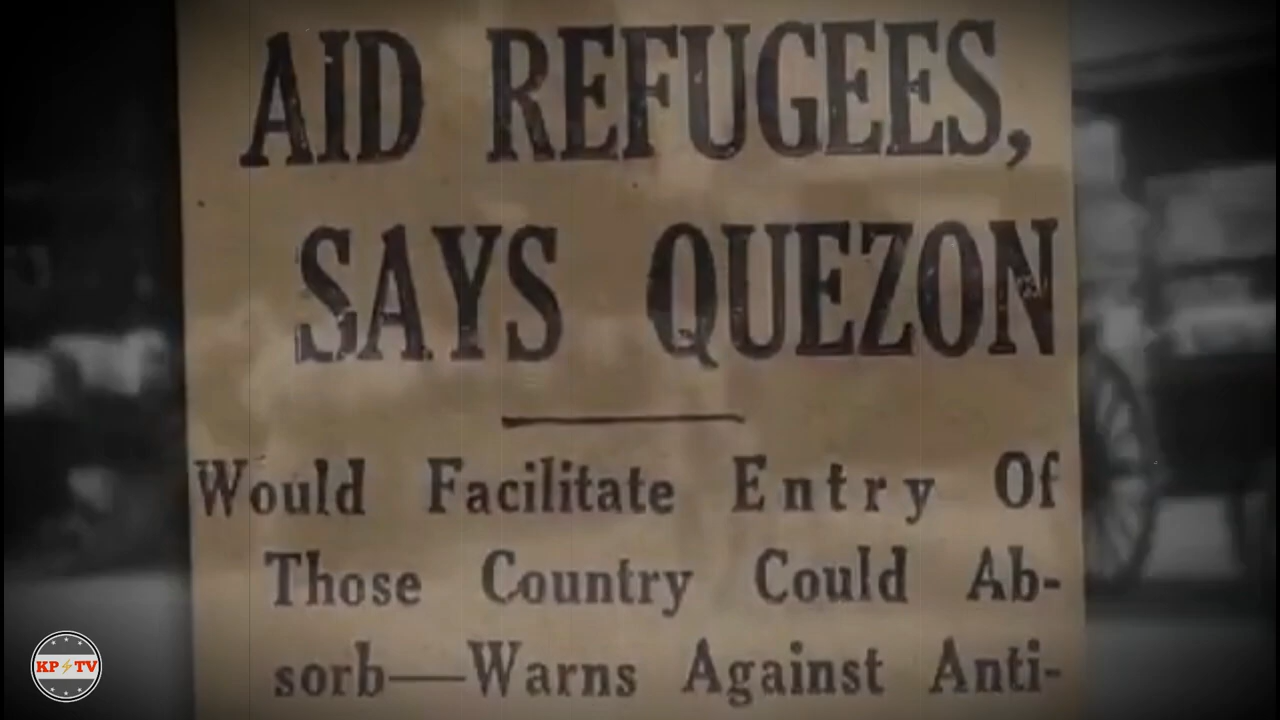 AID REFUGEES,
SAYS QUEZON
Would Facilitate Entry Of
Those Country Could Ab-
sorb—Warns Against Anti-
KP TV